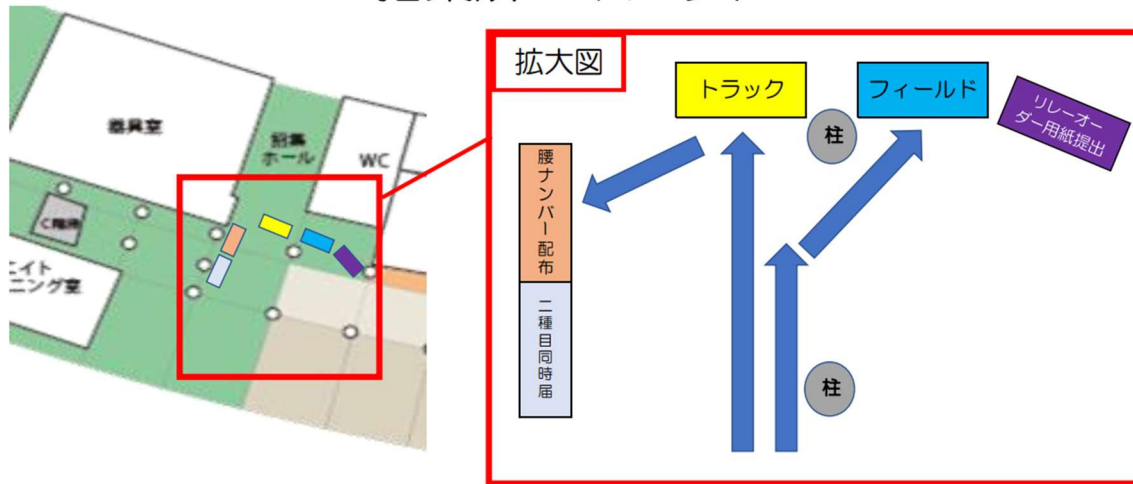 拡大図
トラック
フィールド
リレーオー
ダー用紙提出
柱
腰ナンバー配布
二種目同時届
柱
器具室
招集
ホール
WC
C階段
エイト
ニング室